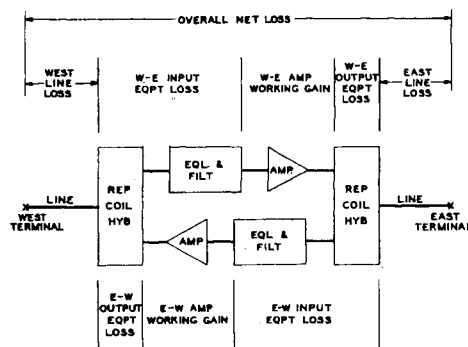 OVERALL NET LOSS
WEST
LINE
LOSS
W-E INPUT
EQPT LOSS
W-E AMP
WORKING GAIN
W-E
OUTPUT
EQPT
LOSS
EAST
LINE
LOSS
REP
COIL
HYB
EQL &
FILT
AMP.
REP
COIL
HYB
LINE
WEST
TERMINAL
LINE
EAST
TERMINAL
AMP
EQL &
FILT
E-W
OUTPUT
EQPT
LOSS
E-W AMP
WORKING GAIN
E-W INPUT
EQPT LOSS